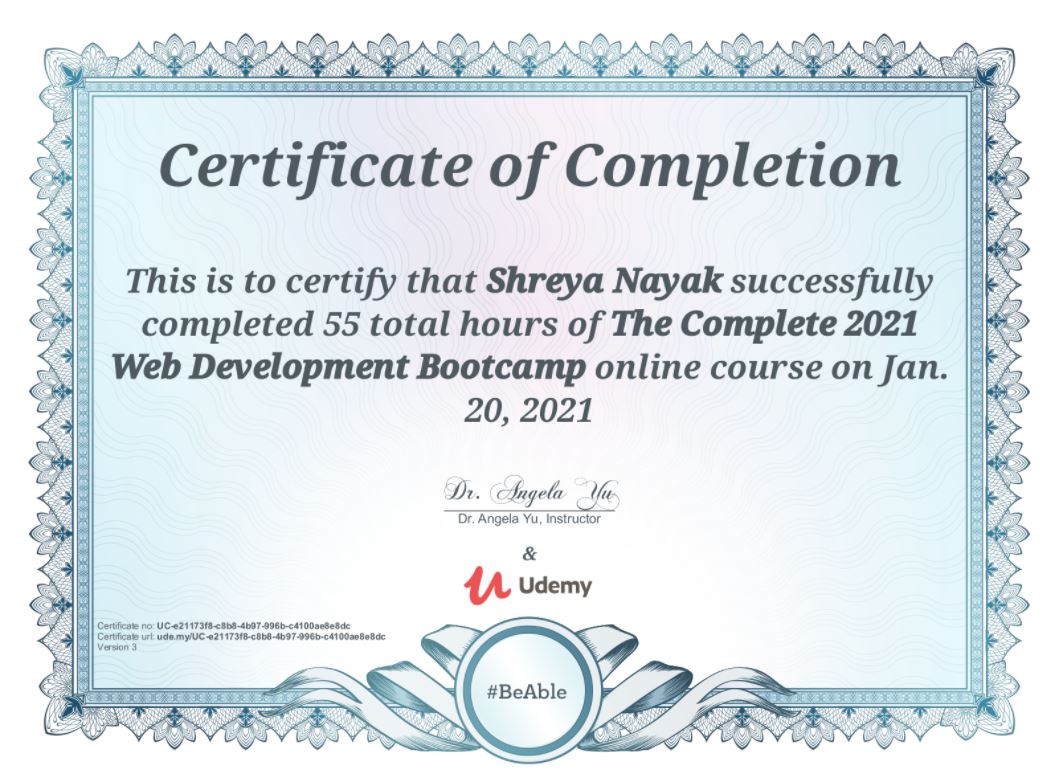 Certificate of Completion
This is to certify that Shreya Nayak successfully
completed 55 total hours of The Complete 2021
Web Development Bootcamp online course on Jan.
20, 2021
Dr. Angela Yu
Dr. Angela Yu, Instructor
&
Udemy
Certificate no: UC-e21173f8-c8b8-4b97-996b-c4100ae8e8dc
Certificate url: ude.my/UC-e21173f8-c8b8-4b97-996b-c4100ae8e8dc
Version 3
#BeAble